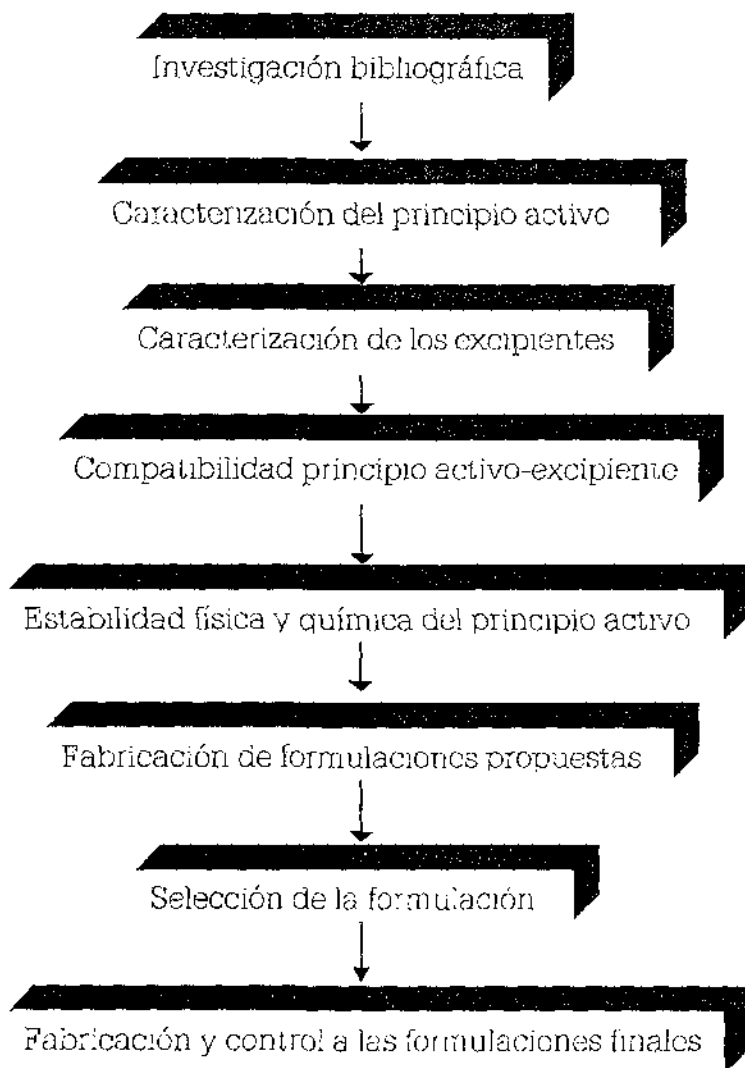 Investigación bibliográfica
Caracterización del principio activo
Caracterización de los excipientes
Compatibilidad principio activo-excipiente
Estabilidad física y química del principio activo
Fabricación de formulaciones propuestas
Selección de la formulación
Fabricación y control a las formulaciones finales